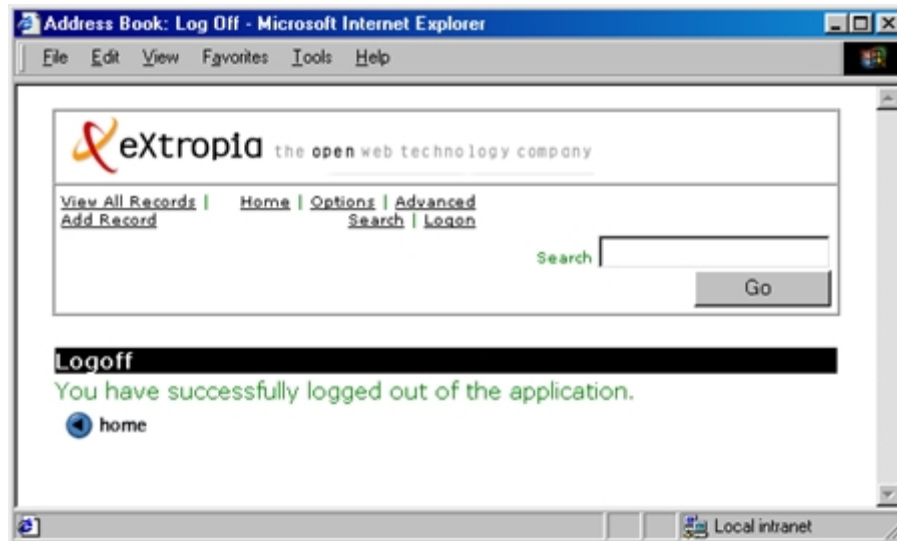 Address Book: Log Off - Microsoft Internet Explorer
File Edit View Favorites Tools Help
eXtropia the open web technology company
View All Records | Home | Options | Advanced
Add Record Search | Logon
Search
Go
Logoff
You have successfully logged out of the application.
home
Local intranet